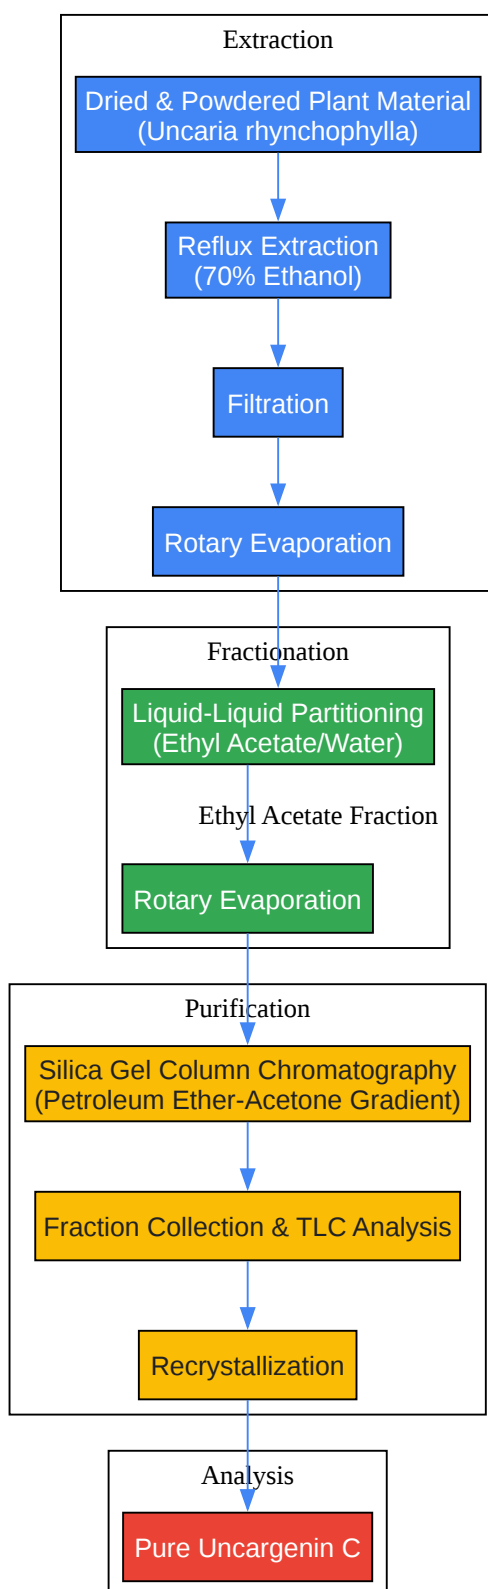 Extraction
Dried & Powdered Plant Material
(Uncaria rhynchophylla)
Reflux Extraction
(70% Ethanol)
Filtration
Rotary Evaporation
Fractionation
Liquid-Liquid Partitioning
(Ethyl Acetate/Water)
Ethyl Acetate Fraction
Rotary Evaporation
Purification
Silica Gel Column Chromatography
(Petroleum Ether-Acetone Gradient)
Fraction Collection & TLC Analysis
Recrystallization
Analysis
Pure Uncargenin C